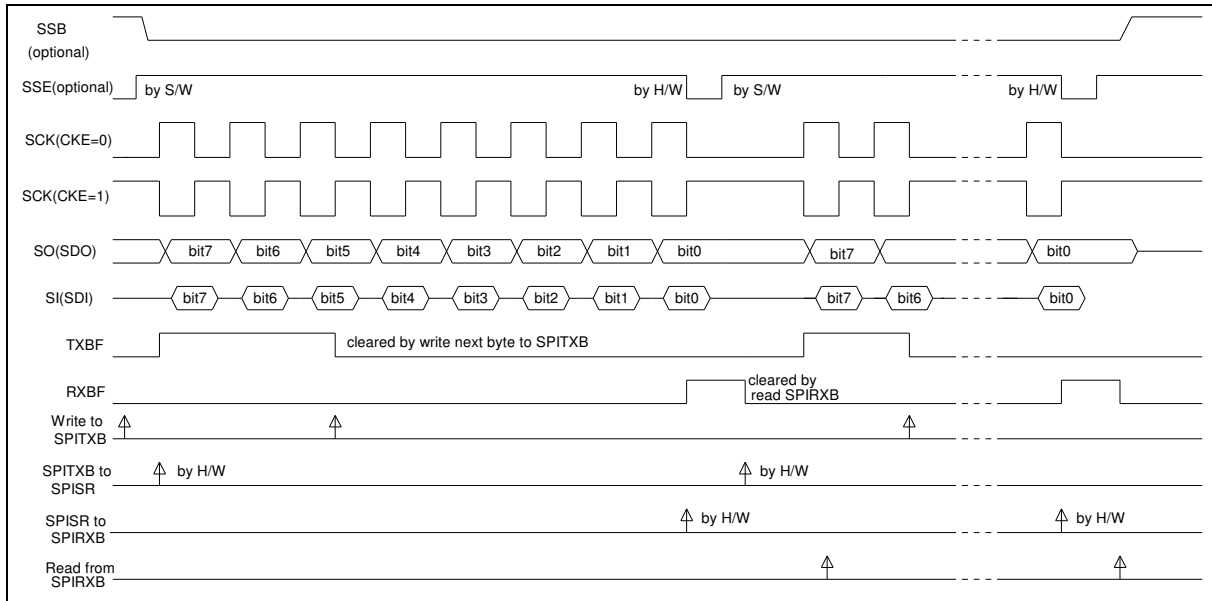 SSB
(optional)
SSE(optional)
by S/W
by H/W
by S/W
by H/W
SCK(CKE=0)
SCK(CKE=1)
SO(SDO)
bit7
bit6
bit5
bit4
bit3
bit2
bit1
bit0
bit7
bit0
SI(SDI)
bit7
bit6
bit5
bit4
bit3
bit2
bit1
bit0
bit7
bit6
bit0
TXBF
cleared by write next byte to SPITXB
RXBF
cleared by
read SPIRXB
Write to
SPITXB
SPITXB to
SPISR
by H/W
by H/W
SPISR to
SPIRXB
by H/W
by H/W
Read from
SPIRXB